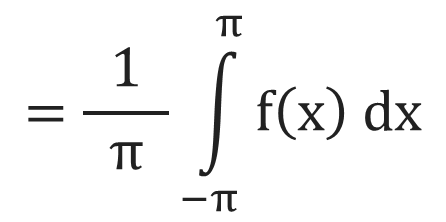 = 1/π ∫_{-π}^{π} f(x) dx